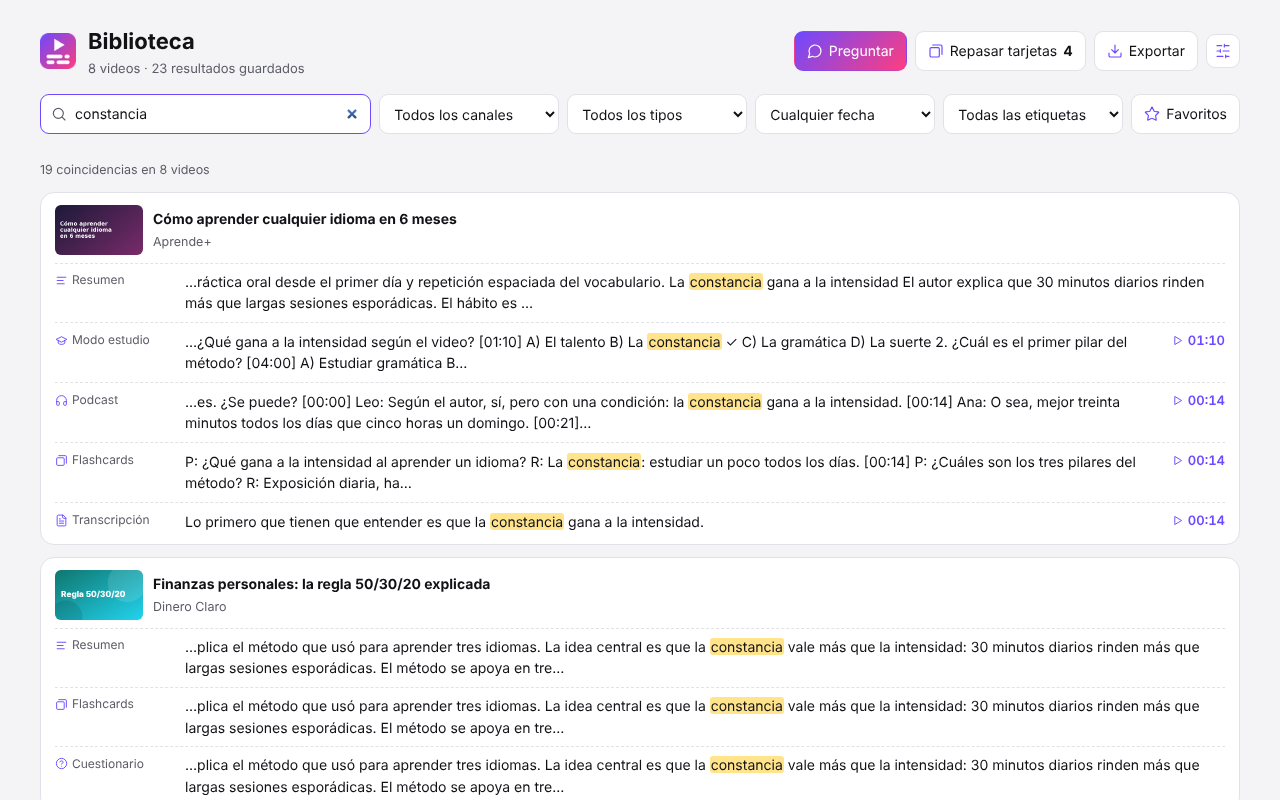 Biblioteca
8 videos · 23 resultados guardados
Preguntar
Repasar tarjetas 4
Exportar
constancia
Todos los canales
Todos los tipos
Cualquier fecha
Todas las etiquetas
Favoritos
19 coincidencias en 8 videos
Cómo aprender
cualquier idioma
en 6 meses
Cómo aprender cualquier idioma en 6 meses
Aprende+
Resumen
...ráctica oral desde el primer día y repetición espaciada del vocabulario. La constancia gana a la intensidad El autor explica que 30 minutos diarios rinden
más que largas sesiones esporádicas. El hábito es ...
Modo estudio
...¿Qué gana a la intensidad según el video? [01:10] A) El talento B) La constancia ✓ C) La gramática D) La suerte 2. ¿Cuál es el primer pilar del
método? [04:00] A) Estudiar gramática B...
01:10
Podcast
...es. ¿Se puede? [00:00] Leo: Según el autor, sí, pero con una condición: la constancia gana a la intensidad. [00:14] Ana: O sea, mejor treinta
minutos todos los días que cinco horas un domingo. [00:21]...
00:14
Flashcards
P: ¿Qué gana a la intensidad al aprender un idioma? R: La constancia: estudiar un poco todos los días. [00:14] P: ¿Cuáles son los tres pilares del
método? R: Exposición diaria, ha...
00:14
Transcripción
Lo primero que tienen que entender es que la constancia gana a la intensidad.
00:14
Regla 50/30/20
Finanzas personales: la regla 50/30/20 explicada
Dinero Claro
Resumen
...plica el método que usó para aprender tres idiomas. La idea central es que la constancia vale más que la intensidad: 30 minutos diarios rinden más que
largas sesiones esporádicas. El método se apoya en tre...
Flashcards
...plica el método que usó para aprender tres idiomas. La idea central es que la constancia vale más que la intensidad: 30 minutos diarios rinden más que
largas sesiones esporádicas. El método se apoya en tre...
Cuestionario
...plica el método que usó para aprender tres idiomas. La idea central es que la constancia vale más que la intensidad: 30 minutos diarios rinden más que
largas sesiones esporádicas. El método se apoya en tre...